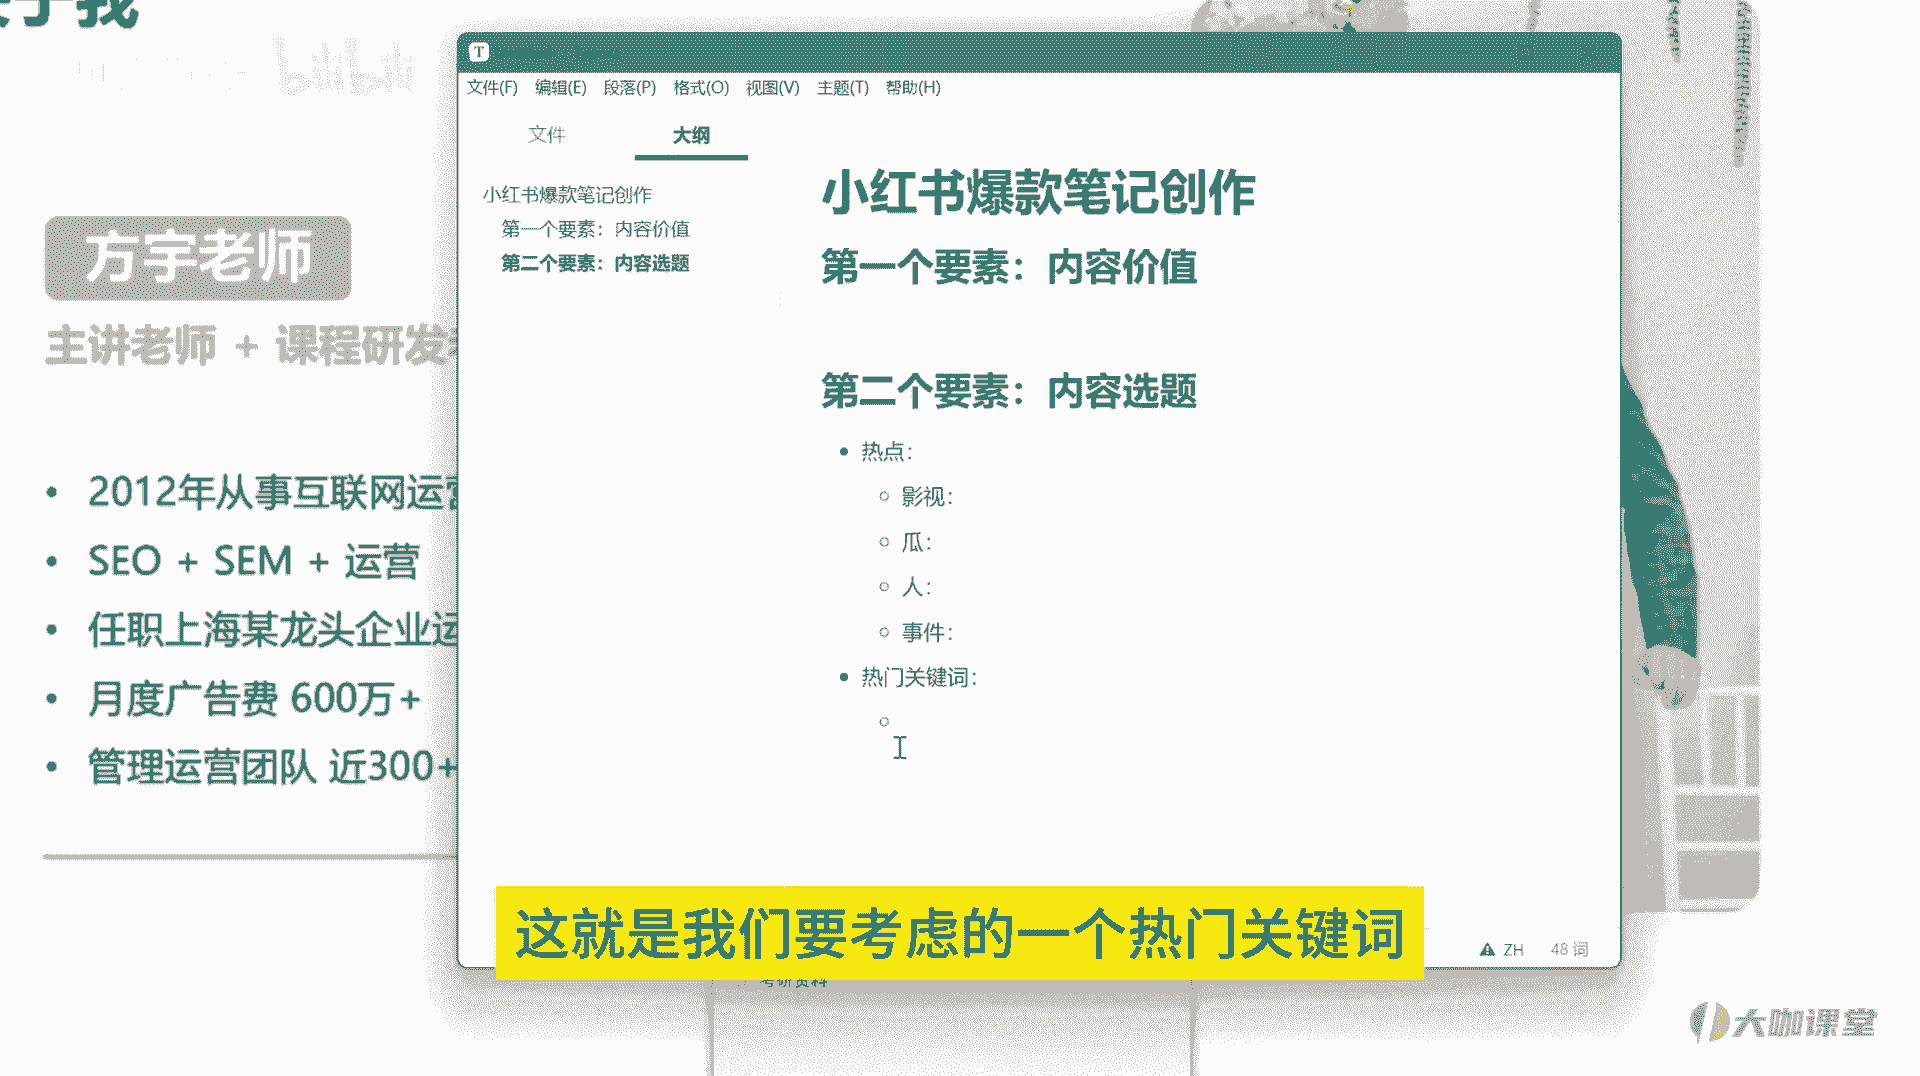 于我
bilibili
方宇老师
主讲老师 + 课程研发
• 2012年从事互联网运营
• SEO + SEM + 运营
• 任职上海某龙头企业运
• 月度广告费 600万+
• 管理运营团队 近300+
T
文件(F) 编辑(E) 段落(P) 格式(O) 视图(V) 主题(T) 帮助(H)
文件 大纲
小红书爆款笔记创作
第一个要素：内容价值
第二个要素：内容选题
小红书爆款笔记创作
第一个要素：内容价值
第二个要素：内容选题
• 热点：
○ 影视：
○ 瓜：
○ 人：
○ 事件：
• 热门关键词：
○
这就是我们要考虑的一个热门关键词
ZH 48 词
考研资料
大咖课堂